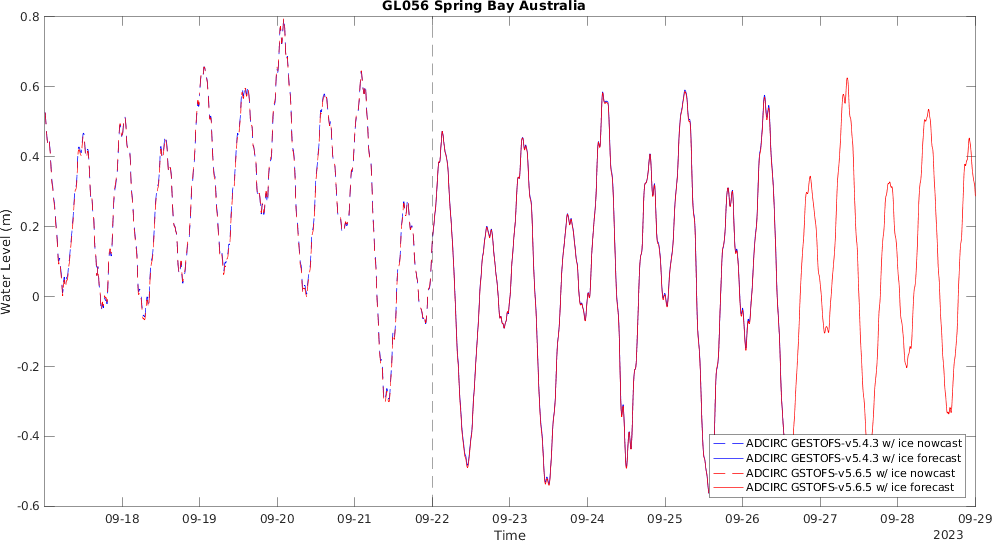 GL056 Spring Bay Australia
Water Level (m)
0.8
0.6
0.4
0.2
0
-0.2
-0.4
-0.6
ADCIRC GESTOFS-v5.4.3 w/ ice nowcast
ADCIRC GESTOFS-v5.4.3 w/ ice forecast
ADCIRC GSTOFS-v5.6.5 w/ ice nowcast
ADCIRC GSTOFS-v5.6.5 w/ ice forecast
09-18 09-19 09-20 09-21 09-22 09-23 09-24 09-25 09-26 09-27 09-28 09-29
Time
2023